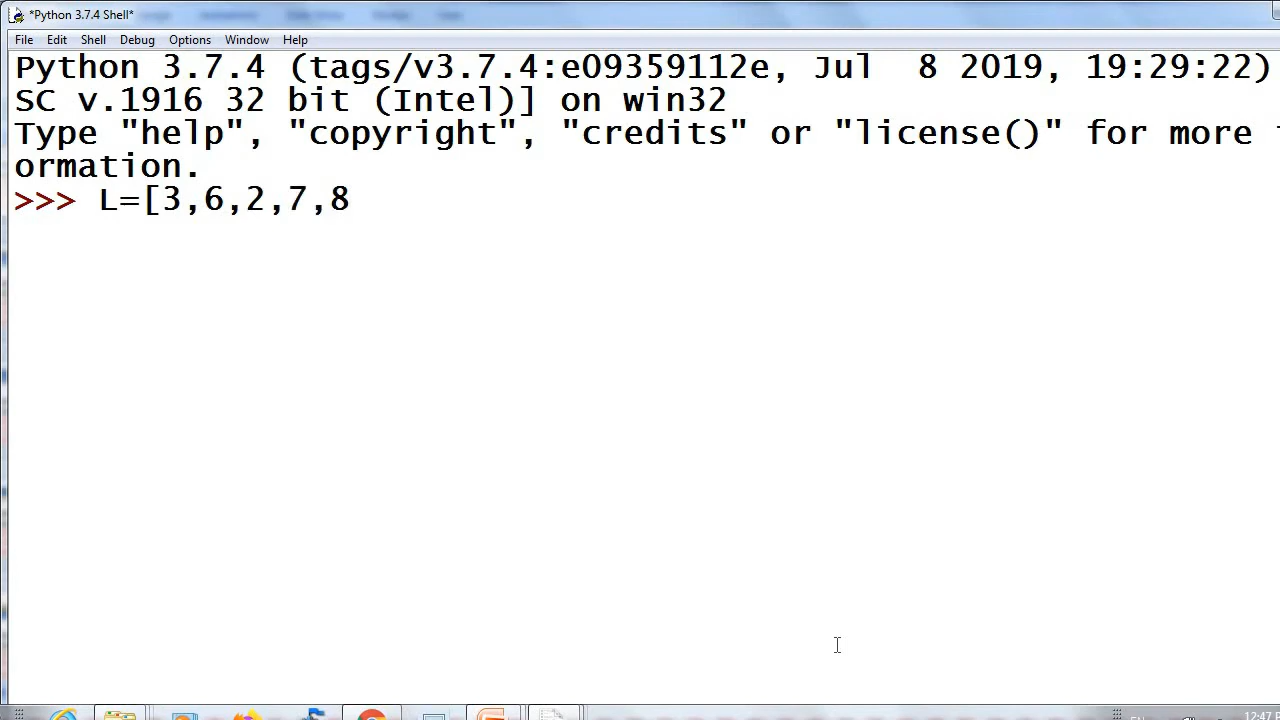 *Python 3.7.4 Shell*
File Edit Shell Debug Options Window Help
Python 3.7.4 (tags/v3.7.4:e09359112e, Jul  8 2019, 19:29:22)
SC v.1916 32 bit (Intel)] on win32
Type "help", "copyright", "credits" or "license()" for more
ormation.
>>> L=[3,6,2,7,8
12:47